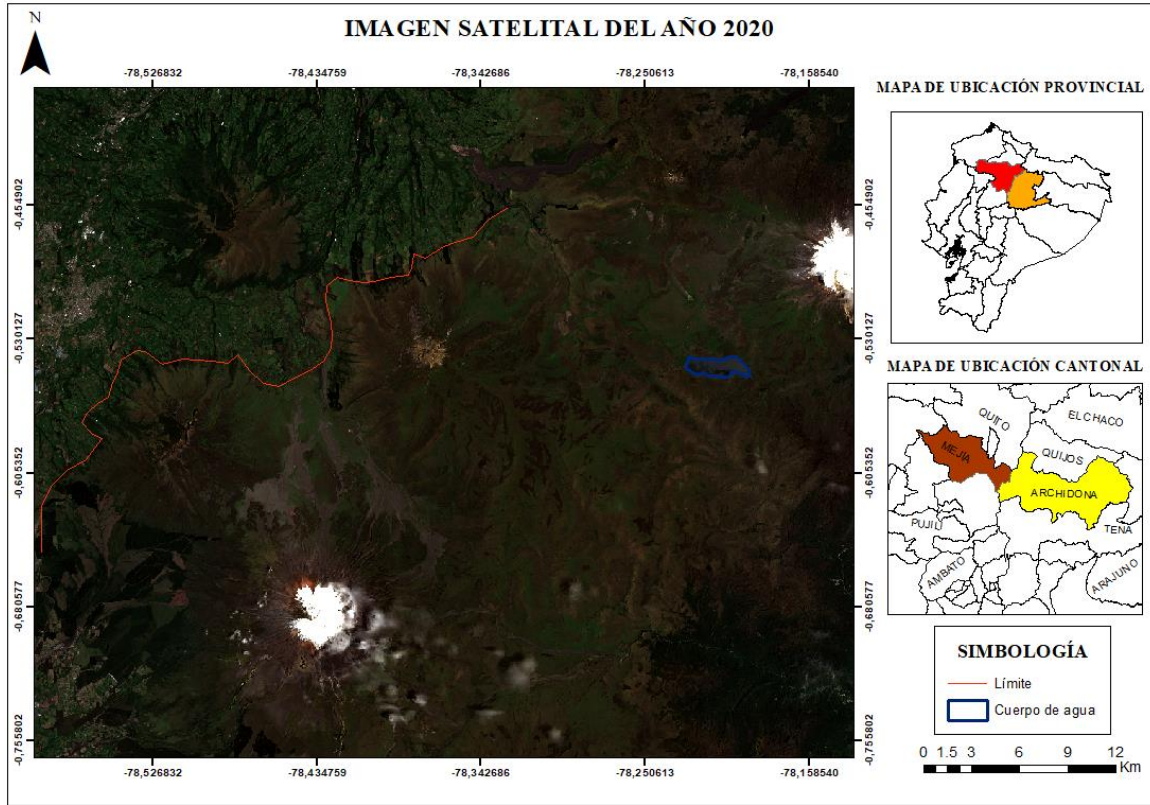 N
IMAGEN SATELITAL DEL AÑO 2020
-78,526832 -78,434759 -78,342686 -78,250613 -78,158540
-0,454902 -0,454902
-0,530127 -0,530127
-0,605352 -0,605352
-0,680577 -0,680577
-0,755802 -0,755802
-78,526832 -78,434759 -78,342686 -78,250613 -78,158540
MAPA DE UBICACIÓN PROVINCIAL
MAPA DE UBICACIÓN CANTONAL
QUITO
EL CHACO
MEJÍA
QUIJOS
ARCHIDONA
PUJILÍ
TENA
AMBATO
ARAJUNO
SIMBOLOGÍA
Límite
Cuerpo de agua
0 1.5 3 6 9 12
Km